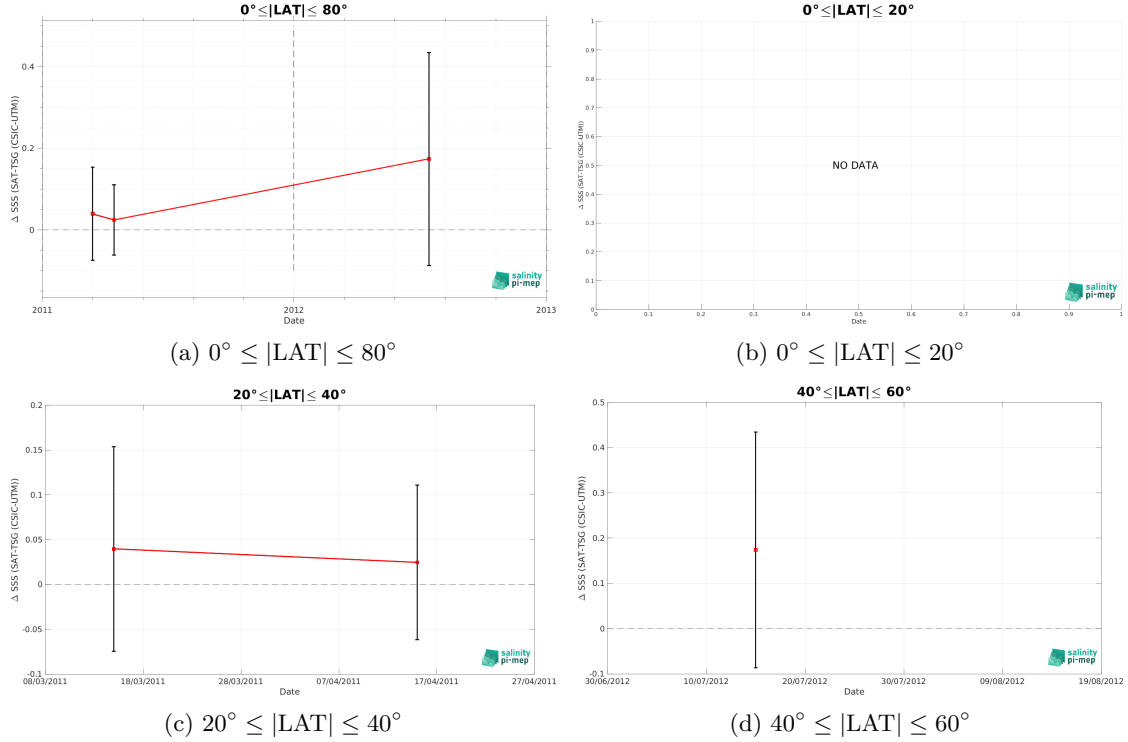 0°≤|LAT|≤ 80°
Δ SSS (SAT-TSG (CSIC-UTM))
0.4
0.2
0
2011
2012
2013
Date
salinity
pi-mep
(a) 0° ≤ |LAT| ≤ 80°
0°≤|LAT|≤ 20°
Δ SSS (SAT-TSG (CSIC-UTM))
1
0.9
0.8
0.7
0.6
0.5
0.4
0.3
0.2
0.1
0
NO DATA
0
0.1
0.2
0.3
0.4
0.5
0.6
0.7
0.8
0.9
1
Date
salinity
pi-mep
(b) 0° ≤ |LAT| ≤ 20°
20°≤|LAT|≤ 40°
Δ SSS (SAT-TSG (CSIC-UTM))
0.2
0.15
0.1
0.05
0
-0.05
-0.1
08/03/2011
18/03/2011
28/03/2011
07/04/2011
17/04/2011
27/04/2011
Date
salinity
pi-mep
(c) 20° ≤ |LAT| ≤ 40°
40°≤|LAT|≤ 60°
Δ SSS (SAT-TSG (CSIC-UTM))
0.5
0.4
0.3
0.2
0.1
0
-0.1
30/06/2012
10/07/2012
20/07/2012
30/07/2012
09/08/2012
19/08/2012
Date
salinity
pi-mep
(d) 40° ≤ |LAT| ≤ 60°